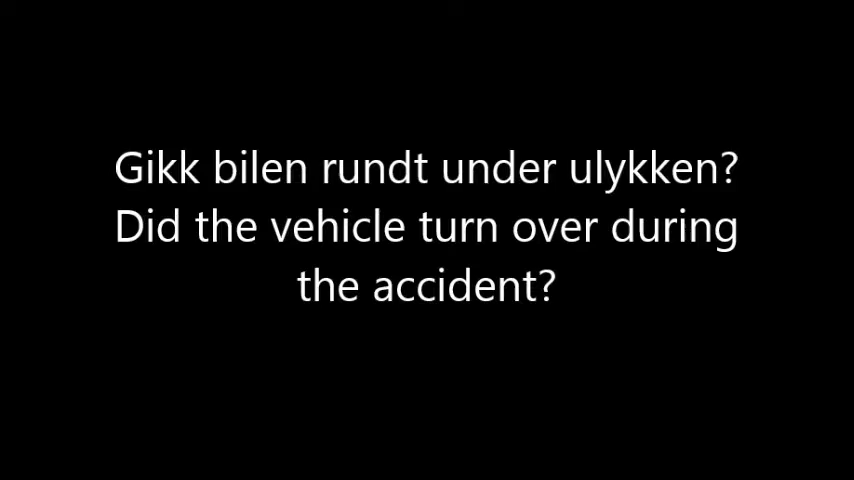 Gikk bilen rundt under ulykken?
Did the vehicle turn over during
the accident?